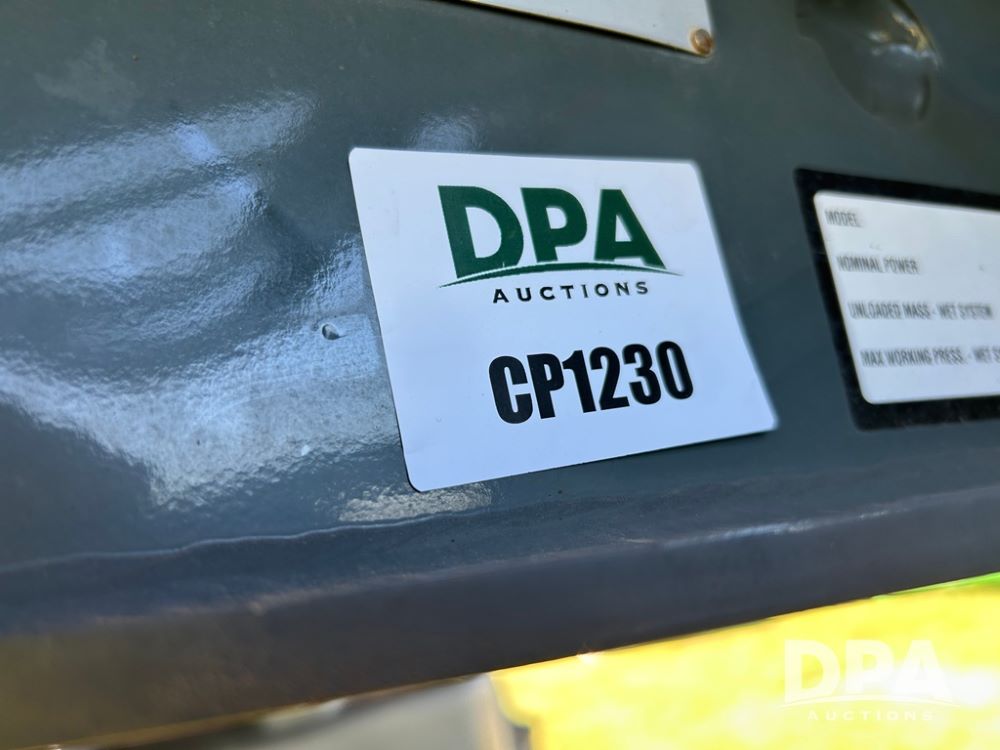 DPA
AUCTIONS
CP1230
MODEL
NOMINAL POWER
UNLOADED MASS - WET SYSTEM
MAX WORKING PRESS. - WET
DPA
AUCTIONS